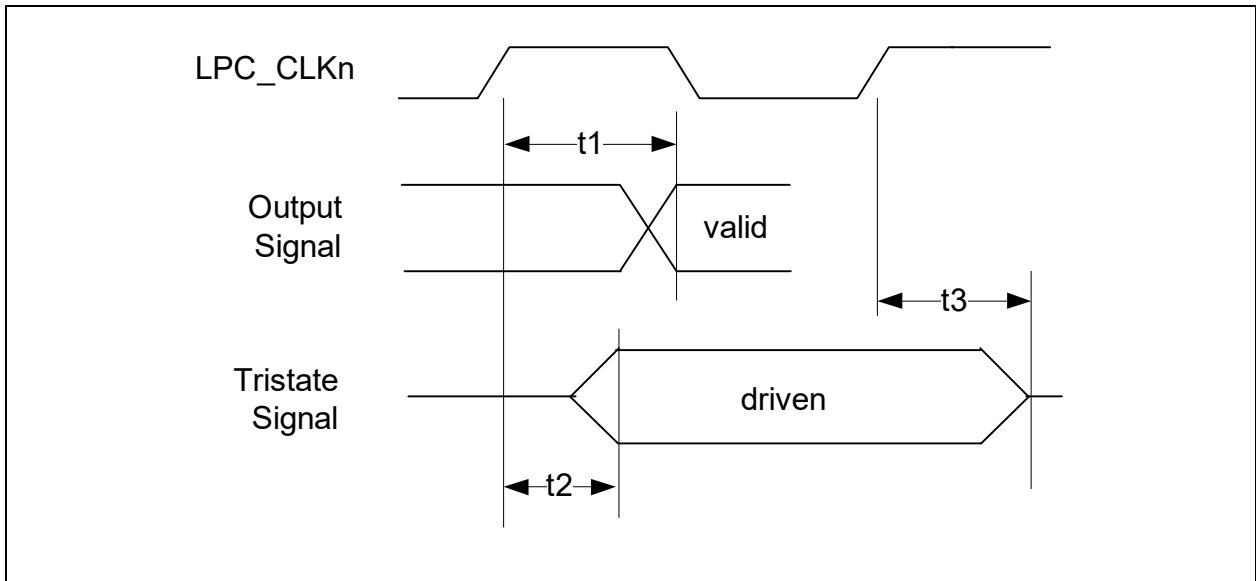 LPC_CLKn
t1
Output
Signal
valid
t3
Tristate
Signal
driven
t2